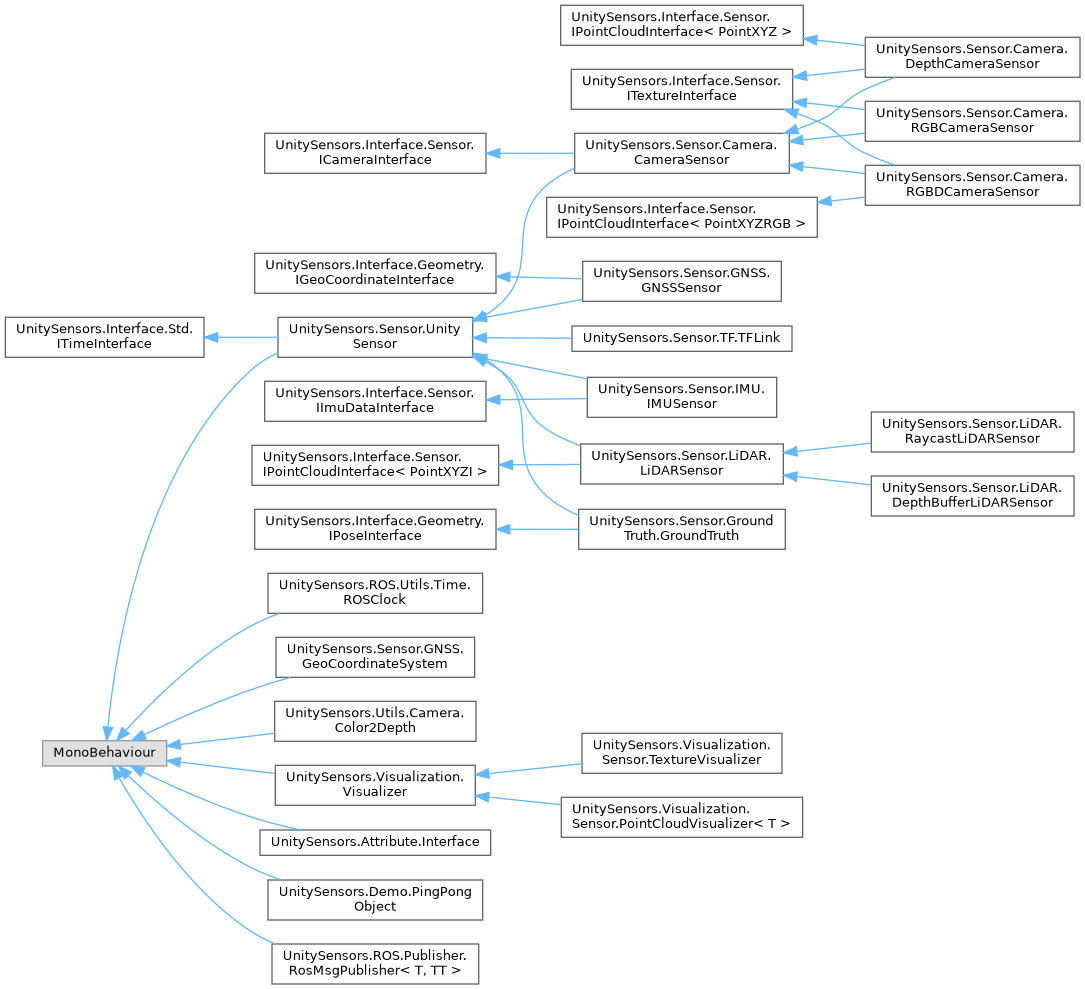 UnitySensors.Interface.Sensor.
IPointCloudInterface< PointXYZ >
UnitySensors.Sensor.Camera.
DepthCameraSensor
UnitySensors.Interface.Sensor.
ITextureInterface
UnitySensors.Sensor.Camera.
RGBCameraSensor
UnitySensors.Interface.Sensor.
ICameraInterface
UnitySensors.Sensor.Camera.
CameraSensor
UnitySensors.Sensor.Camera.
RGBDCameraSensor
UnitySensors.Interface.Sensor.
IPointCloudInterface< PointXYZRGB >
UnitySensors.Interface.Geometry.
IGeoCoordinateInterface
UnitySensors.Sensor.GNSS.
GNSSSensor
UnitySensors.Interface.Std.
ITimeInterface
UnitySensors.Sensor.Unity
Sensor
UnitySensors.Sensor.TF.TFLink
UnitySensors.Interface.Sensor.
IImuDataInterface
UnitySensors.Sensor.IMU.
IMUSensor
UnitySensors.Sensor.LiDAR.
RaycastLiDARSensor
UnitySensors.Interface.Sensor.
IPointCloudInterface< PointXYZI >
UnitySensors.Sensor.LiDAR.
LiDARSensor
UnitySensors.Sensor.LiDAR.
DepthBufferLiDARSensor
UnitySensors.Interface.Geometry.
IPoseInterface
UnitySensors.Sensor.Ground
Truth.GroundTruth
UnitySensors.ROS.Utils.Time.
ROSClock
UnitySensors.Sensor.GNSS.
GeoCoordinateSystem
UnitySensors.Utils.Camera.
Color2Depth
MonoBehaviour
UnitySensors.Visualization.
Sensor.TextureVisualizer
UnitySensors.Visualization.
Visualizer
UnitySensors.Visualization.
Sensor.PointCloudVisualizer< T >
UnitySensors.Attribute.Interface
UnitySensors.Demo.PingPong
Object
UnitySensors.ROS.Publisher.
RosMsgPublisher< T, TT >